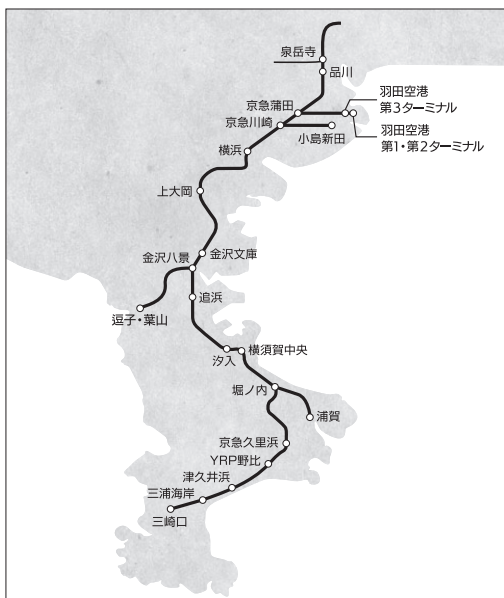 泉岳寺
品川
羽田空港
第3ターミナル
京急蒲田
京急川崎
羽田空港
第1・第2ターミナル
小島新田
横浜
上大岡
金沢文庫
金沢八景
追浜
逗子・葉山
汐入
横須賀中央
堀ノ内
浦賀
京急久里浜
YRP野比
津久井浜
三浦海岸
三崎口